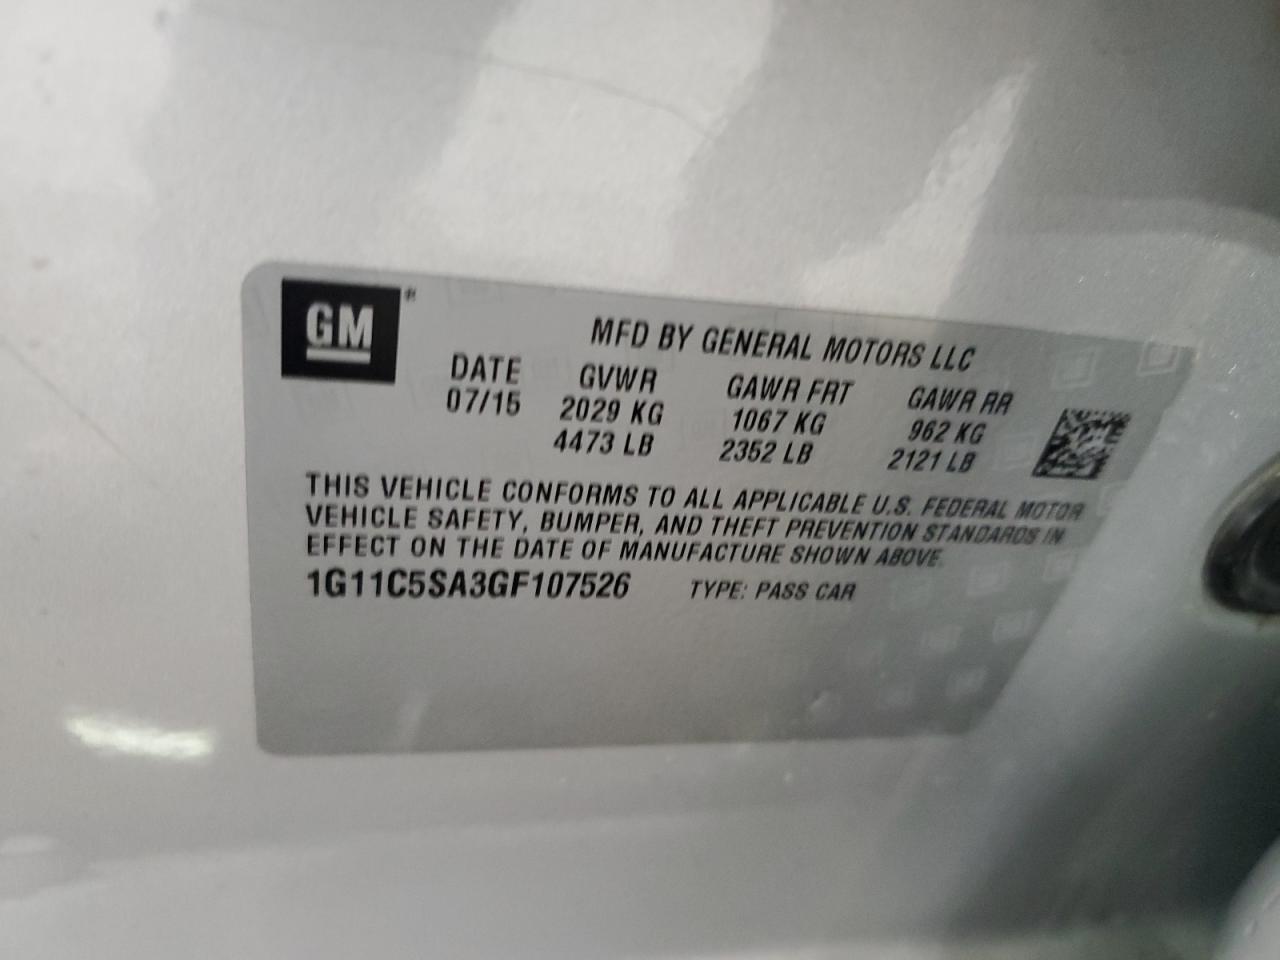 GM®
MFD BY GENERAL MOTORS LLC
DATE GVWR GAWR FRT GAWR RR
07/15 2029 KG 1067 KG 962 KG
4473 LB 2352 LB 2121 LB
THIS VEHICLE CONFORMS TO ALL APPLICABLE U.S. FEDERAL MOTOR
VEHICLE SAFETY, BUMPER, AND THEFT PREVENTION STANDARDS IN
EFFECT ON THE DATE OF MANUFACTURE SHOWN ABOVE.
1G11C5SA3GF107526 TYPE: PASS CAR